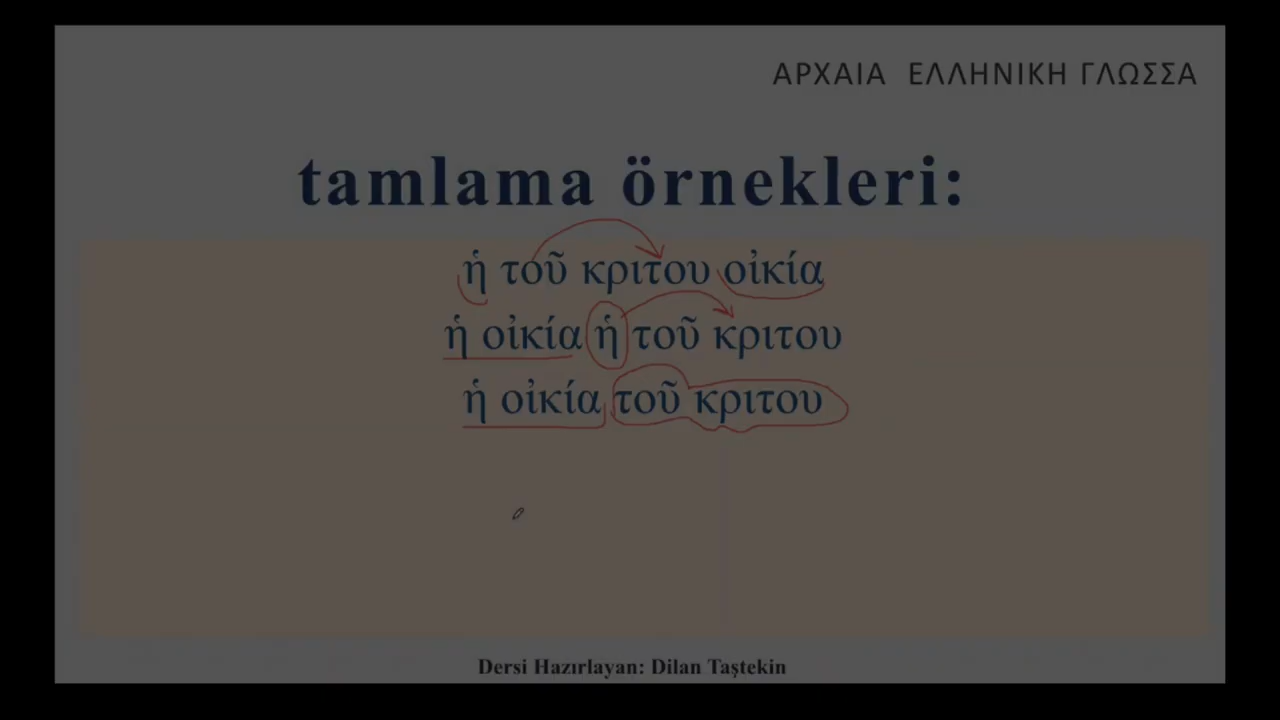 ΑΡΧΑΙΑ ΕΛΛΗΝΙΚΗ ΓΛΩΣΣΑ
tamlama örnekleri:
ἡ τοῦ κριτου οἰκία
ἡ οἰκία ἡ τοῦ κριτου
ἡ οἰκία τοῦ κριτου
Dersi Hazırlayan: Dilan Taştekin